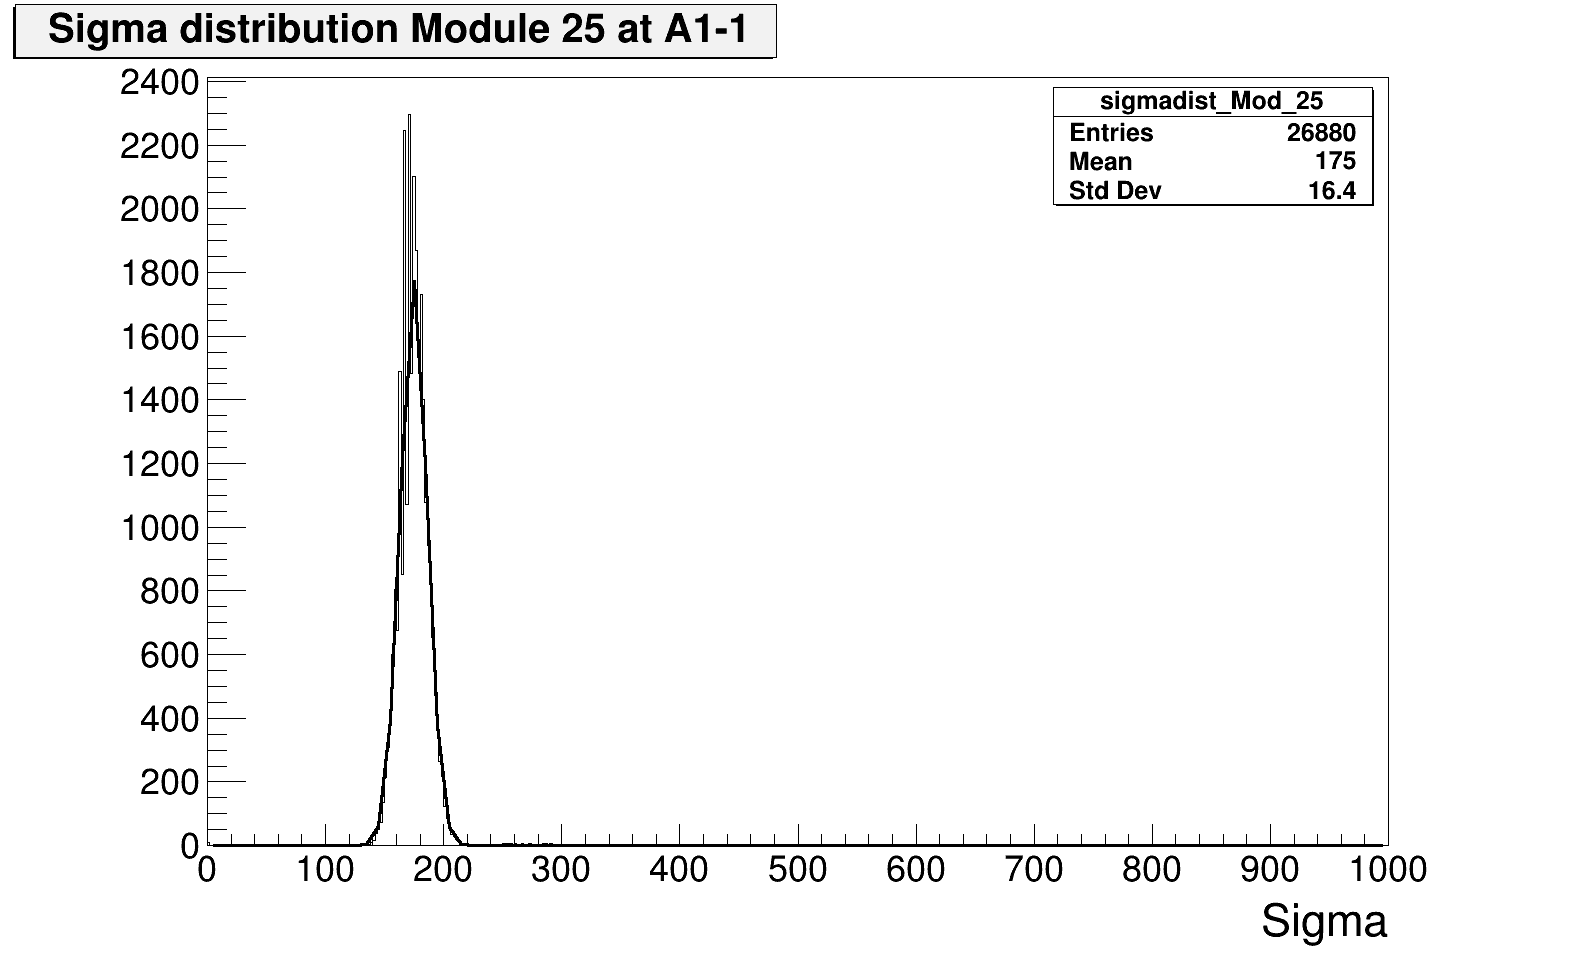 Sigma distribution Module 25 at A1-1
sigmadist_Mod_25
Entries 26880
Mean 175
Std Dev 16.4
2400
2200
2000
1800
1600
1400
1200
1000
800
600
400
200
0
0 100 200 300 400 500 600 700 800 900 1000
Sigma